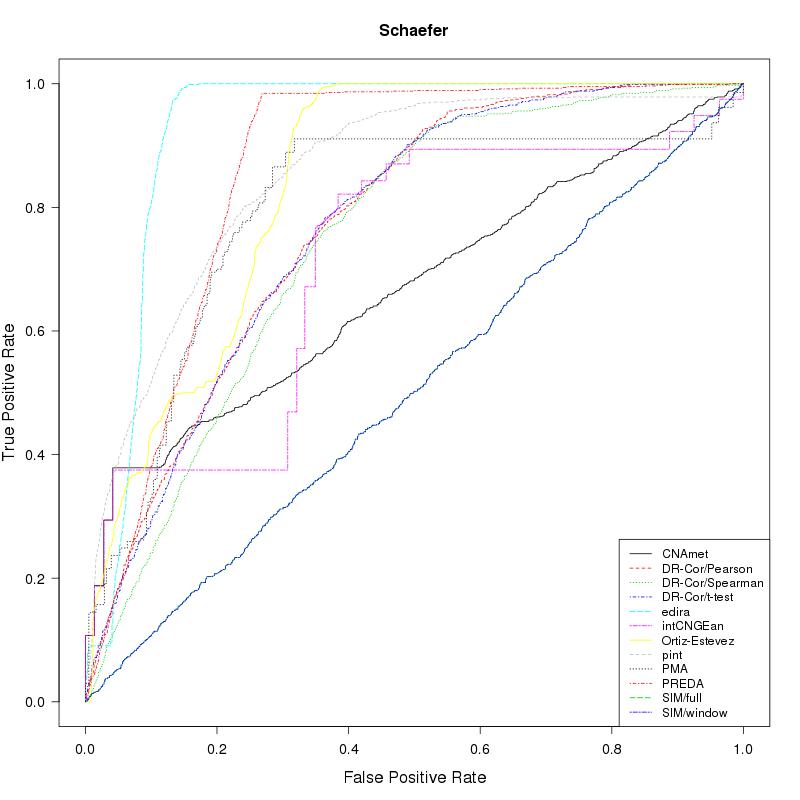 Schaefer
True Positive Rate
1.0
0.8
0.6
0.4
0.2
0.0
CNAmet
DR-Cor/Pearson
DR-Cor/Spearman
DR-Cor/t-test
edira
intCNGEan
Ortiz-Estevez
pint
PMA
PREDA
SIM/full
SIM/window
0.0 0.2 0.4 0.6 0.8 1.0
False Positive Rate